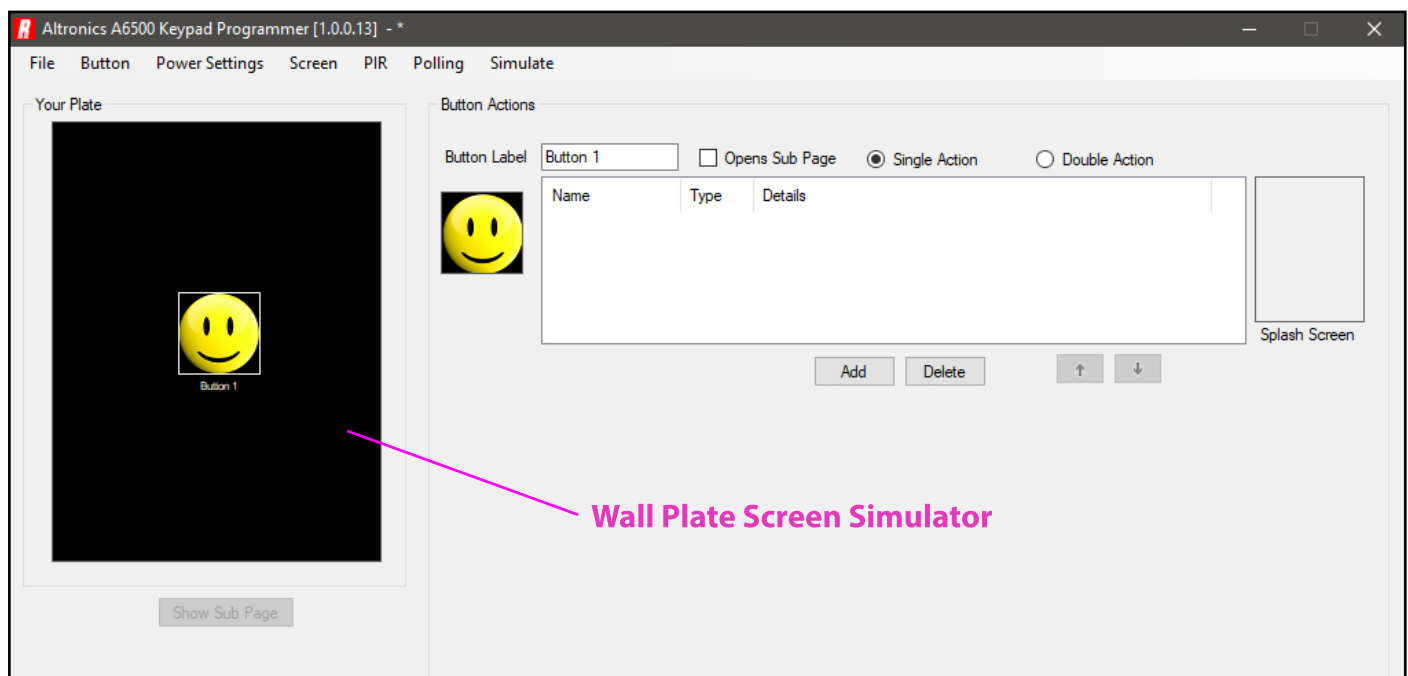 Altronics A6500 Keypad Programmer [1.0.0.13] - *
File Button Power Settings Screen PIR Polling Simulate
Your Plate
Button Actions
Button Label Button 1 Opens Sub Page Single Action Double Action
Name Type Details
Splash Screen
Add Delete
Button 1
Wall Plate Screen Simulator
Show Sub Page